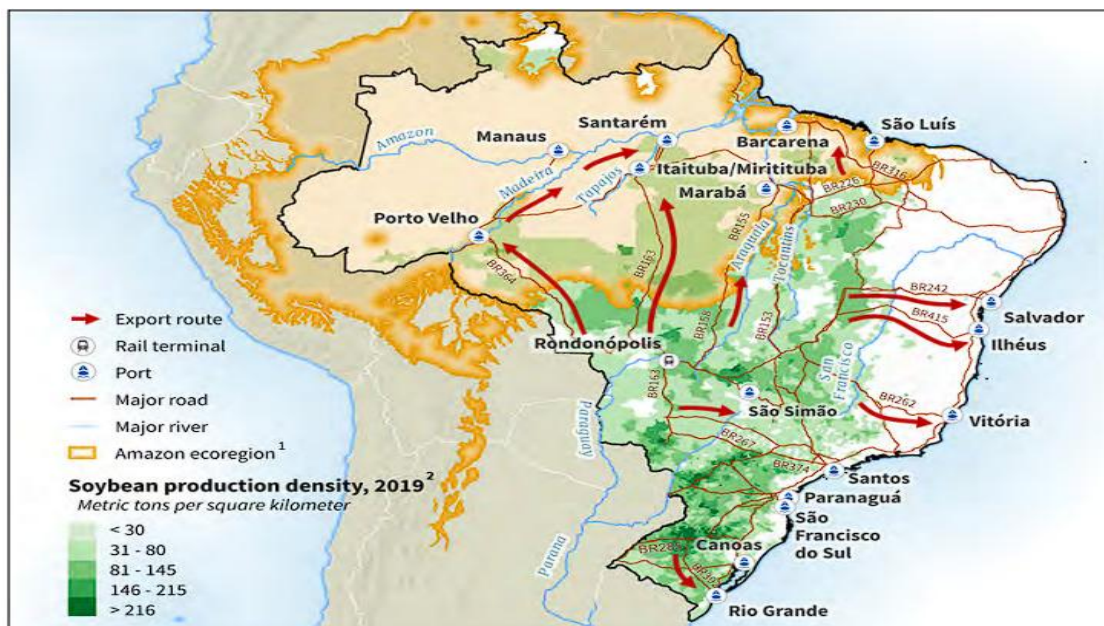 Amazon
Manaus
Santarém
Barcarena
São Luís
Madeira
Tapajos
Itaituba/Miritituba
Marabá
BR316
BR226
BR230
Porto Velho
BR364
BR163
BR155
Araguaia
Tocantins
BR158
BR153
BR242
BR415
Salvador
Ilhéus
Rondonópolis
BR163
San
Francisco
São Simão
BR262
Vitória
Paraguay
BR267
BR374
Santos
Paranaguá
São
Francisco
do Sul
Canoas
Parana
Rio Grande
Export route
Rail terminal
Port
Major road
Major river
Amazon ecoregion¹
Soybean production density, 2019²
Metric tons per square kilometer
< 30
31 - 80
81 - 145
146 - 215
> 216